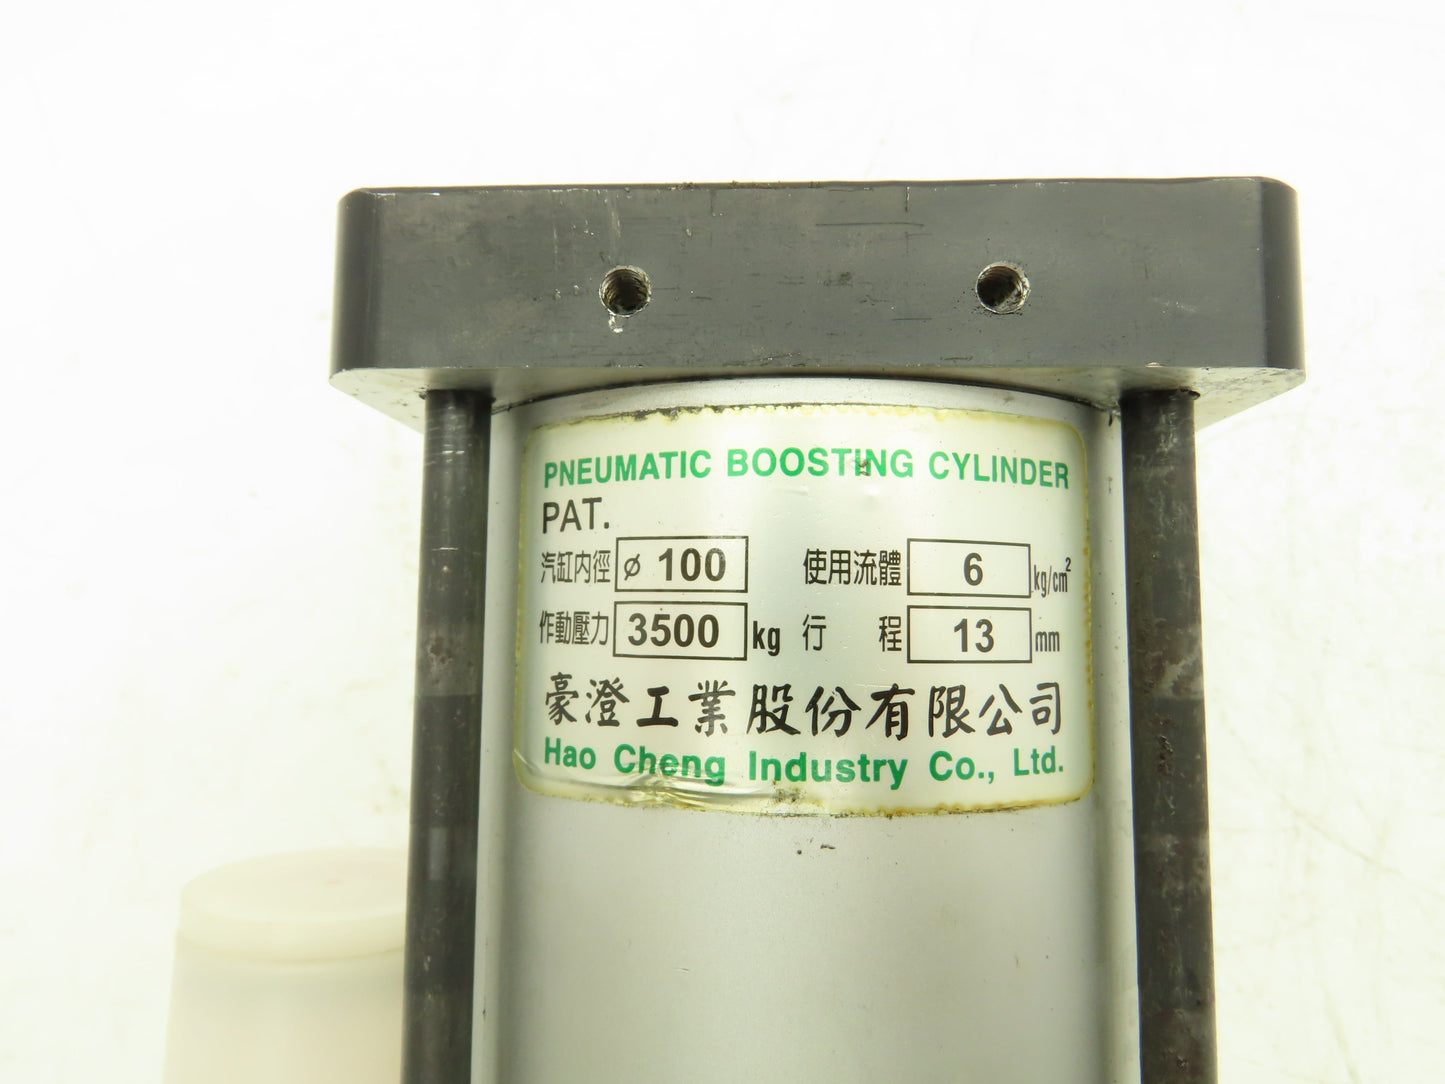 PNEUMATIC BOOSTING CYLINDER
PAT.
汽缸內徑 ø 100 使用流體 6 kg/cm²
作動壓力 3500 kg 行 程 13 mm
豪澄工業股份有限公司
Hao Cheng Industry Co., Ltd.